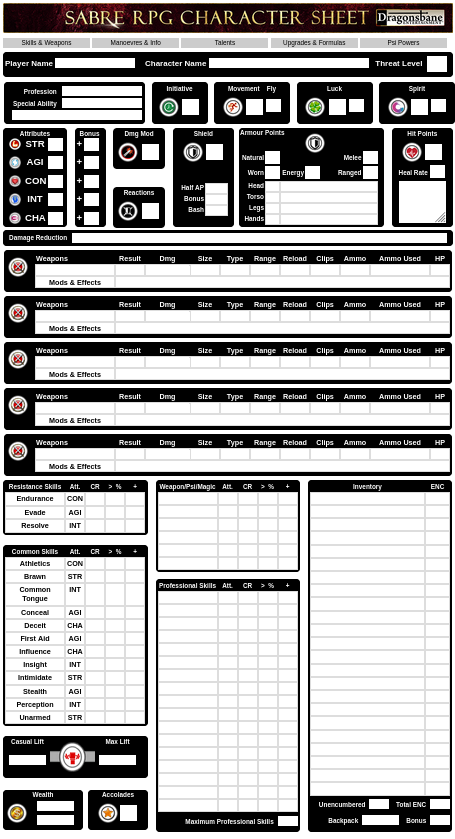 SABRE RPG CHARACTER SHEET Dragonsbane ENTERTAINMENT
Skills & Weapons Manoevres & Info Talents Upgrades & Formulas Psi Powers
Player Name Character Name Threat Level
Profession
Special Ability
Initiative Movement Fly Luck Spirit
Attributes Bonus Dmg Mod Shield Armour Points Hit Points
STR +
AGI +
CON +
INT +
CHA +
Reactions
Half AP
Bonus
Bash
Natural Melee
Worn Energy Ranged
Head
Torso
Legs
Hands
Heal Rate
Damage Reduction
Weapons Result Dmg Size Type Range Reload Clips Ammo Ammo Used HP
Mods & Effects
Weapons Result Dmg Size Type Range Reload Clips Ammo Ammo Used HP
Mods & Effects
Weapons Result Dmg Size Type Range Reload Clips Ammo Ammo Used HP
Mods & Effects
Weapons Result Dmg Size Type Range Reload Clips Ammo Ammo Used HP
Mods & Effects
Weapons Result Dmg Size Type Range Reload Clips Ammo Ammo Used HP
Mods & Effects
Resistance Skills Att. CR > % +
Endurance CON
Evade AGI
Resolve INT
Common Skills Att. CR > % +
Athletics CON
Brawn STR
Common Tongue INT
Conceal AGI
Deceit CHA
First Aid AGI
Influence CHA
Insight INT
Intimidate STR
Stealth AGI
Perception INT
Unarmed STR
Casual Lift Max Lift
Wealth Accolades
Weapon/Psi/Magic Att. CR > % +
Professional Skills Att. CR > % +
Maximum Professional Skills
Inventory ENC
Unencumbered Total ENC
Backpack Bonus